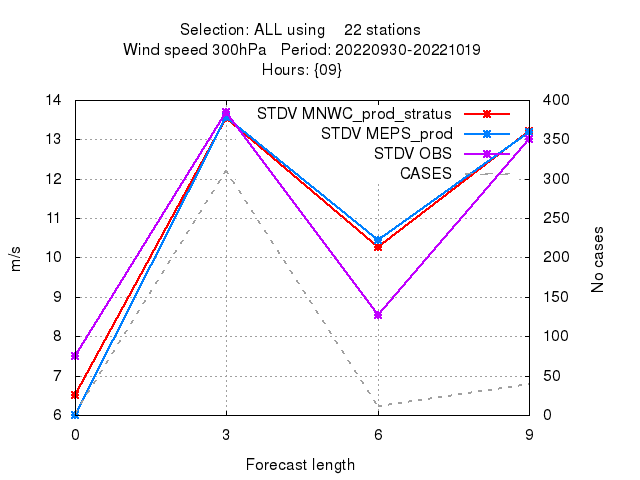 Selection: ALL using 22 stations
Wind speed 300hPa Period: 20220930-20221019
Hours: {09}
STDV MNWC_prod_stratus
STDV MEPS_prod
STDV OBS
CASES
14
13
12
11
10
9
8
7
6
m/s
400
350
300
250
200
150
100
50
0
No cases
0 3 6 9
Forecast length